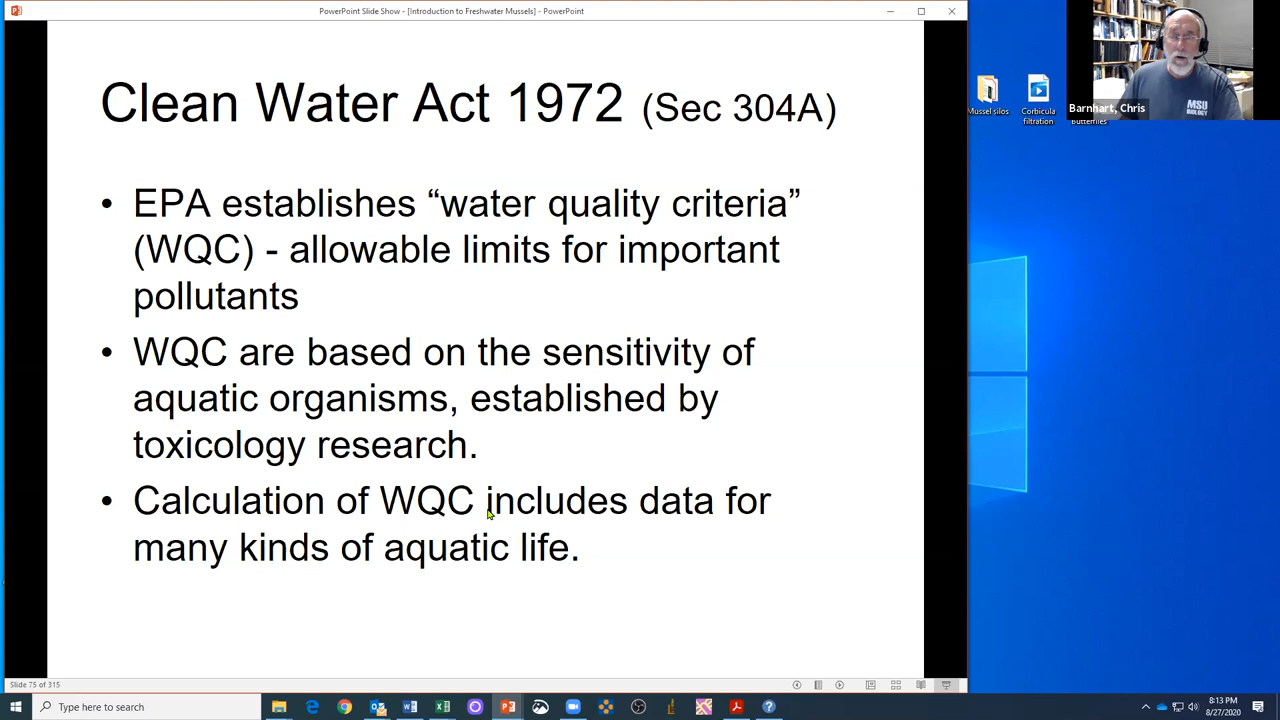 PowerPoint Slide Show - [Introduction to Freshwater Mussels] - PowerPoint
Clean Water Act 1972 (Sec 304A)
• EPA establishes “water quality criteria”
(WQC) - allowable limits for important
pollutants
• WQC are based on the sensitivity of
aquatic organisms, established by
toxicology research.
• Calculation of WQC includes data for
many kinds of aquatic life.
Mussel silos
Corbicula
filtration
Butterflies
Barnhart, Chris
MSU
BIOLOGY
Slide 75 of 315
Type here to search
8:13 PM
8/27/2020